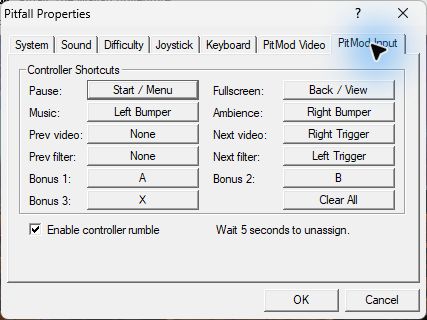 Pitfall Properties ? ×
System Sound Difficulty Joystick Keyboard PitMod Video PitMod Input
Controller Shortcuts
Pause: Start / Menu Fullscreen: Back / View
Music: Left Bumper Ambience: Right Bumper
Prev video: None Next video: Right Trigger
Prev filter: None Next filter: Left Trigger
Bonus 1: A Bonus 2: B
Bonus 3: X Clear All
Enable controller rumble Wait 5 seconds to unassign.
OK Cancel